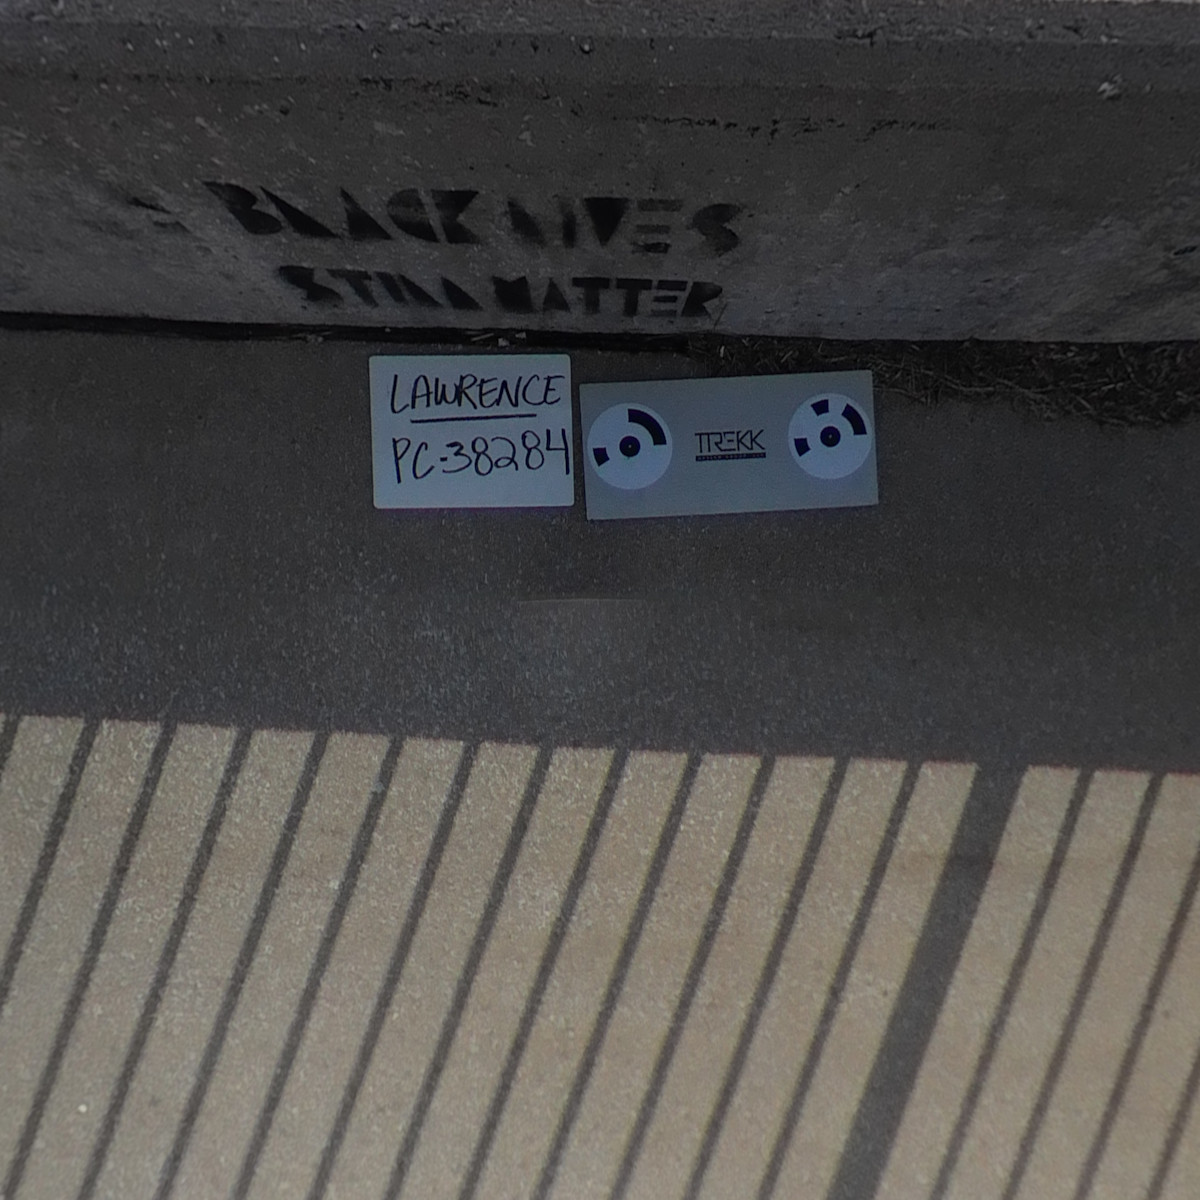 BLACK LIVES
STILL MATTER
LAWRENCE
PC-38284
TREKK